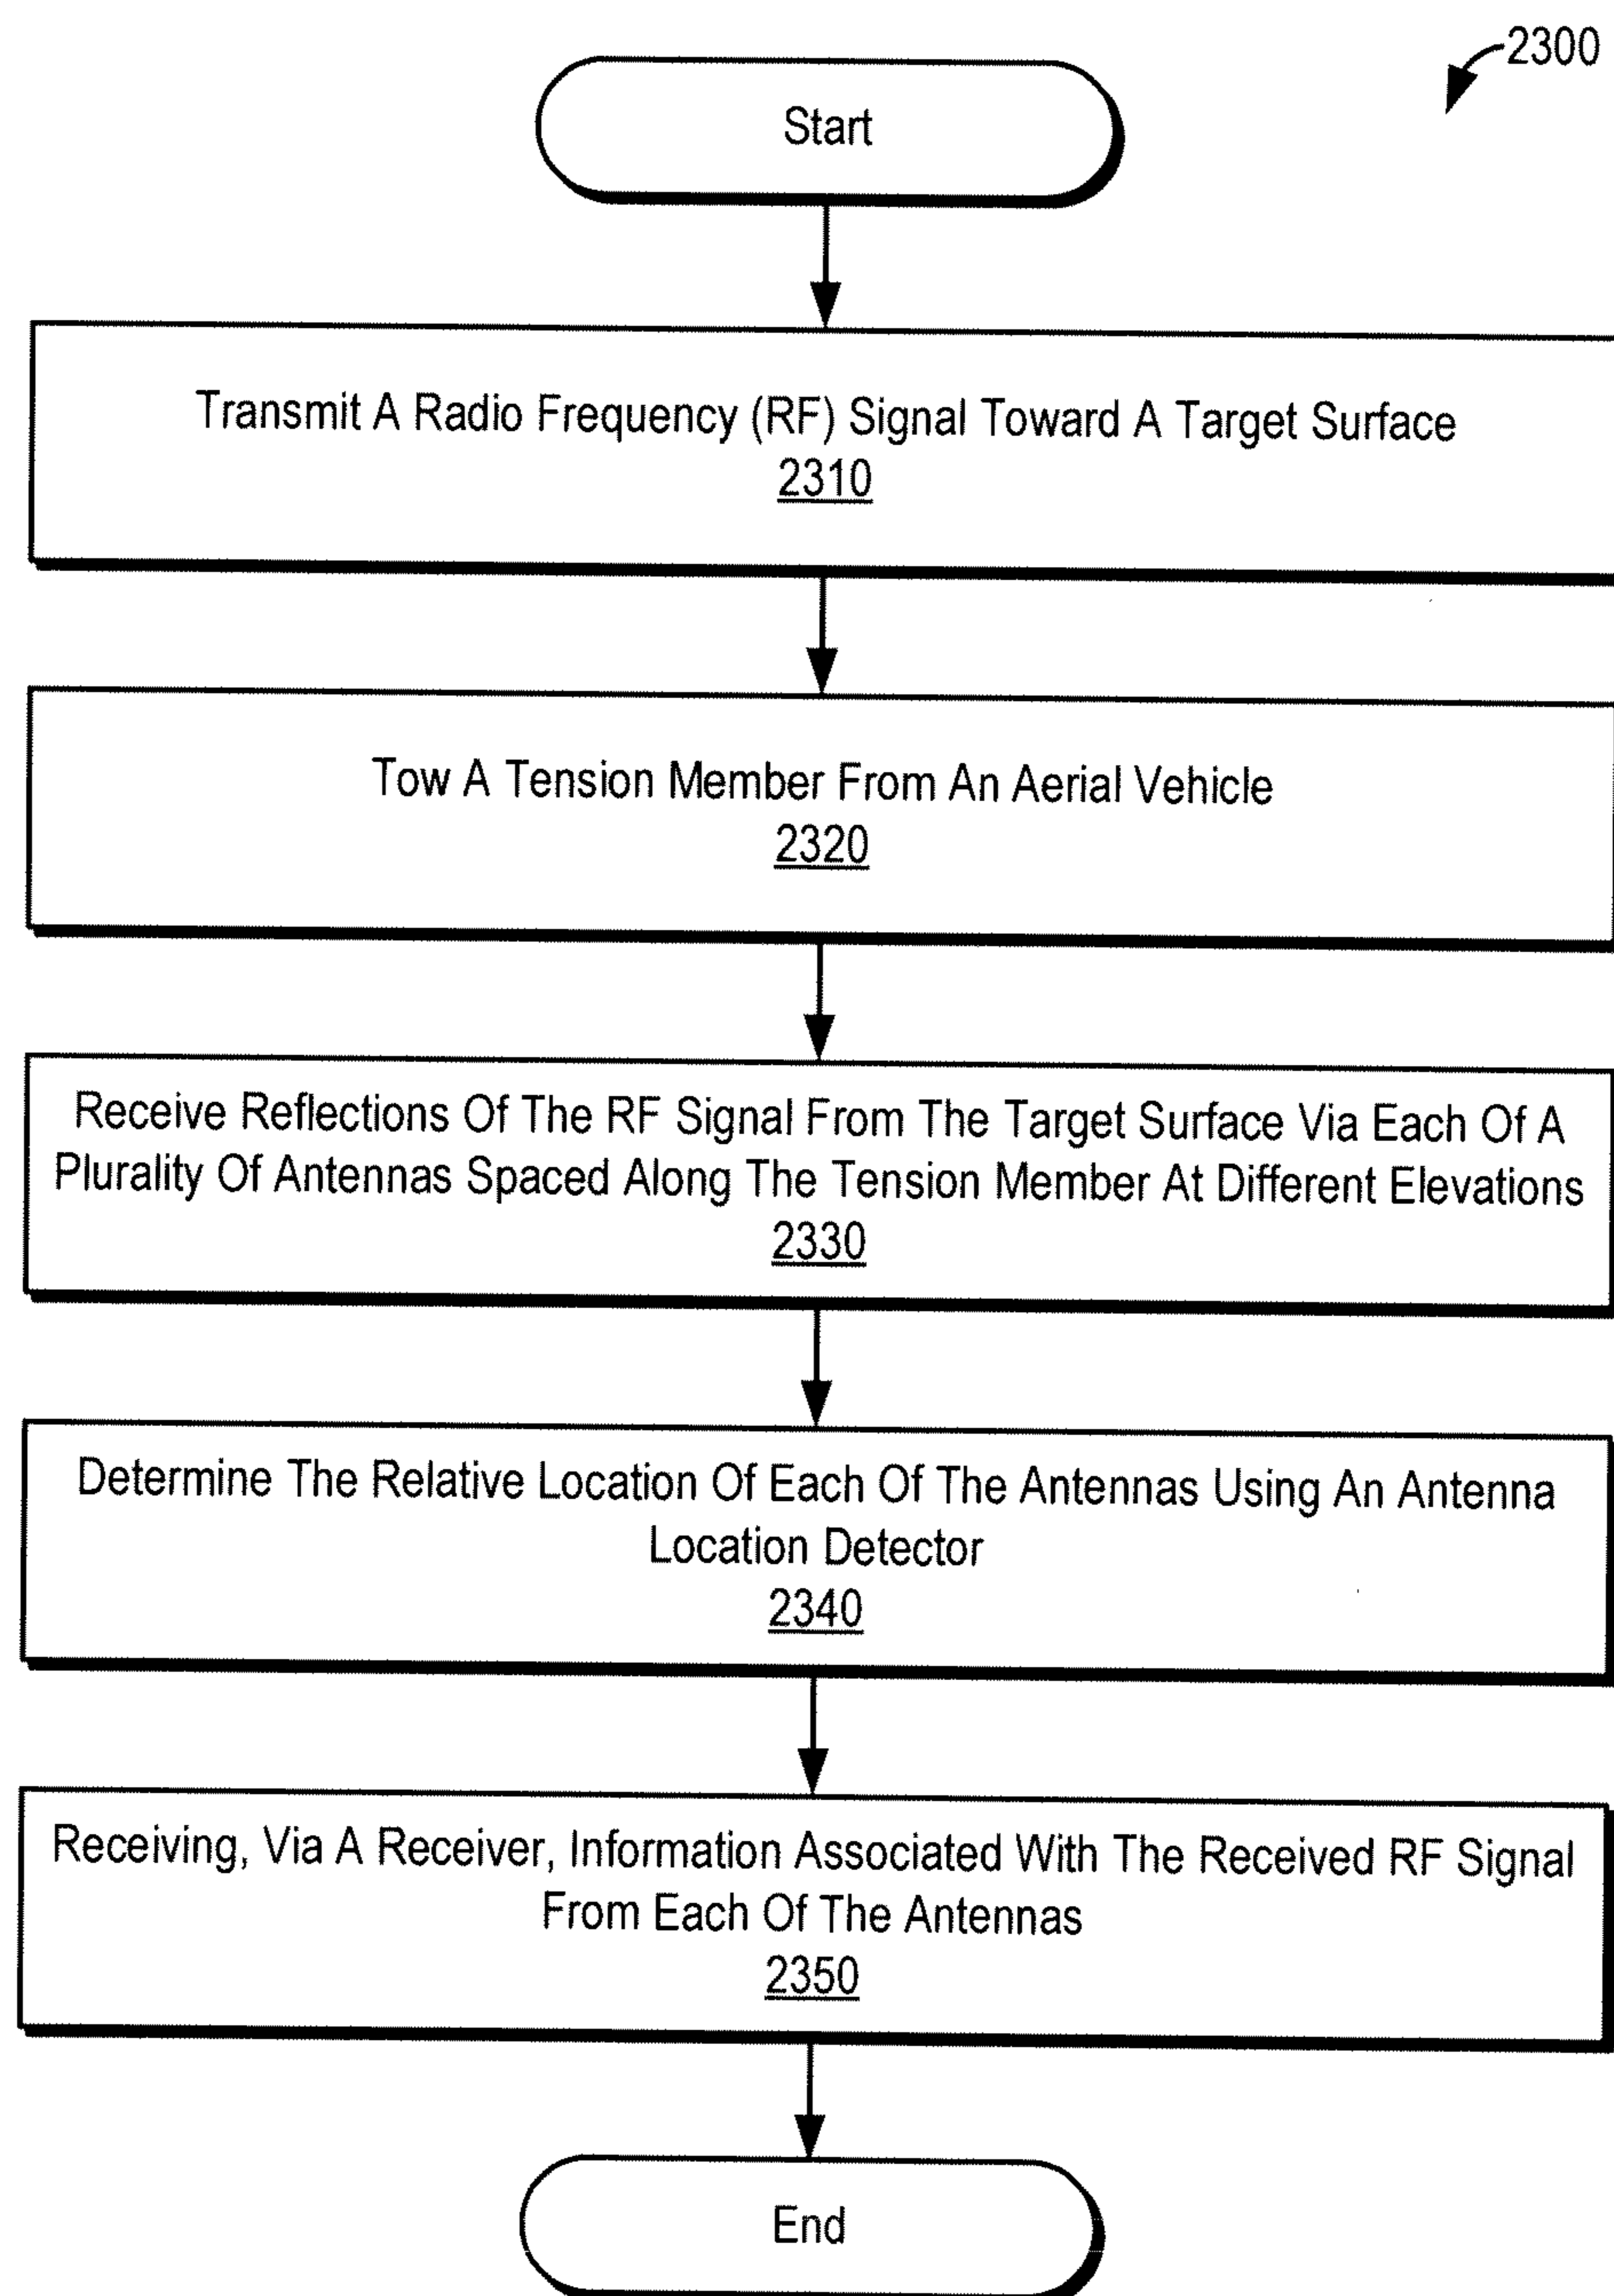 2300
Start
Transmit A Radio Frequency (RF) Signal Toward A Target Surface
2310
Tow A Tension Member From An Aerial Vehicle
2320
Receive Reflections Of The RF Signal From The Target Surface Via Each Of A
Plurality Of Antennas Spaced Along The Tension Member At Different Elevations
2330
Determine The Relative Location Of Each Of The Antennas Using An Antenna
Location Detector
2340
Receiving, Via A Receiver, Information Associated With The Received RF Signal
From Each Of The Antennas
2350
End